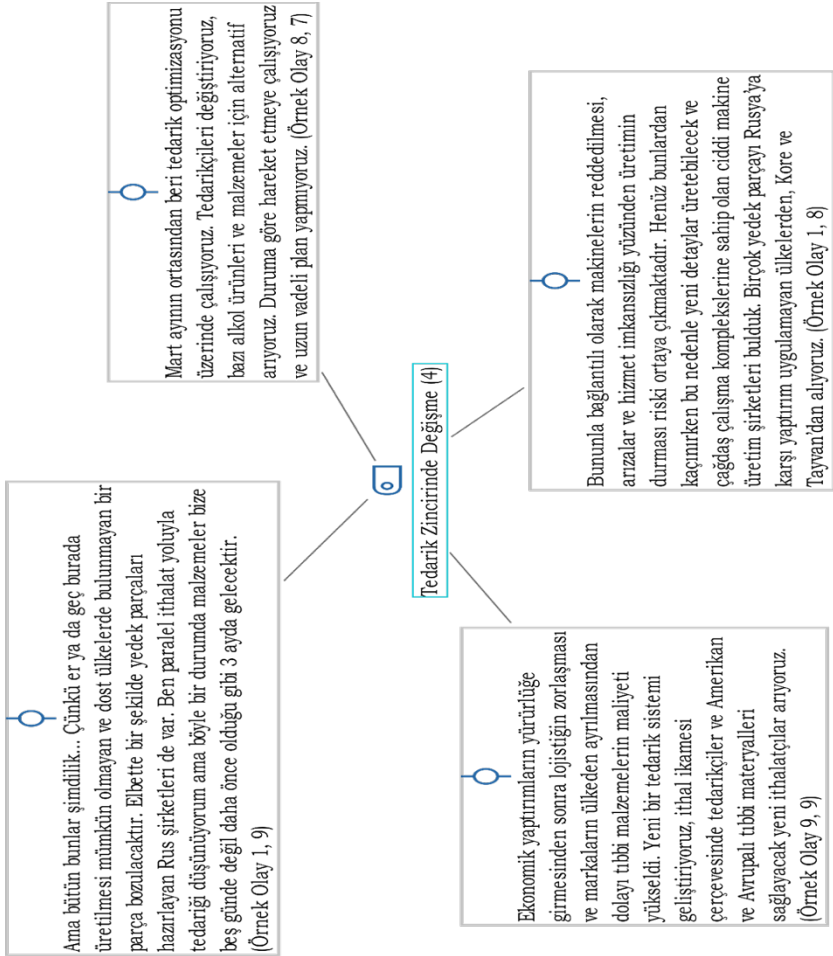 Ama bütün bunlar şimdilik... Çünkü er ya da geç burada
üretilmesi mümkün olmayan ve dost ülkelerde bulunmayan bir
parça bozulacaktır. Elbette bir şekilde yedek parçaları
hazırlayan Rus şirketleri de var. Ben paralel ithalat yoluyla
tedariği düşünüyorum ama böyle bir durumda malzemeler bize
beş günde değil daha önce olduğu gibi 3 ayda gelecektir.
(Örnek Olay 1, 9)
Mart ayının ortasından beri tedarik optimizasyonu
üzerinde çalışıyoruz. Tedarikçileri değiştiriyoruz,
bazı alkol ürünleri ve malzemeler için alternatif
arıyoruz. Duruma göre hareket etmeye çalışıyoruz
ve uzun vadeli plan yapmıyoruz. (Örnek Olay 8, 7)
Tedarik Zincirinde Değişme (4)
Ekonomik yaptırımların yürürlüğe
girmesinden sonra lojistiğin zorlaşması
ve markaların ülkeden ayrılmasından
dolayı tıbbi malzemelerin maliyeti
yükseldi. Yeni bir tedarik sistemi
geliştiriyoruz, ithal ikamesi
çerçevesinde tedarikçiler ve Amerikan
ve Avrupalı tıbbi materyalleri
sağlayacak yeni ithalatçılar arıyoruz.
(Örnek Olay 9, 9)
Bununla bağlantılı olarak makinelerin reddedilmesi,
arızalar ve hizmet imkansızlığı yüzünden üretimin
durması riski ortaya çıkmaktadır. Henüz bunlardan
kaçınırken bu nedenle yeni detaylar üretebilecek ve
çağdaş çalışma komplekslerine sahip olan ciddi makine
üretim şirketleri bulduk. Birçok yedek parçayı Rusya'ya
karşı yaptırım uygulamayan ülkelerden, Kore ve
Tayvan'dan alıyoruz. (Örnek Olay 1, 8)